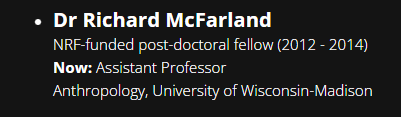 Dr Richard McFarland
NRF-funded post-doctoral fellow (2012 - 2014)
Now: Assistant Professor
Anthropology, University of Wisconsin-Madison